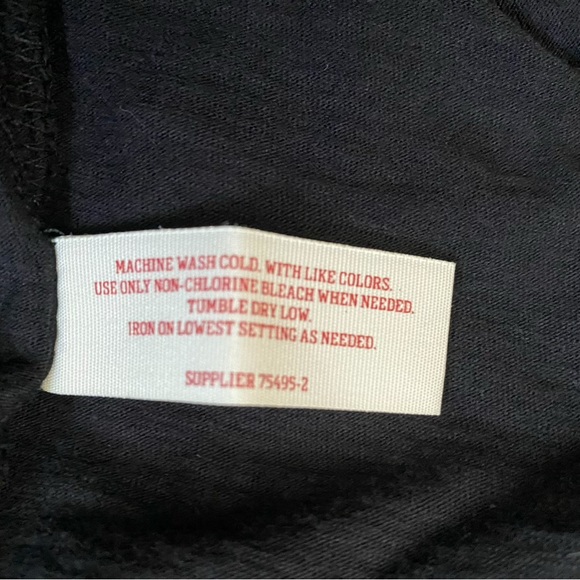 MACHINE WASH COLD. WITH LIKE COLORS.
USE ONLY NON-CHLORINE BLEACH WHEN NEEDED.
TUMBLE DRY LOW.
IRON ON LOWEST SETTING AS NEEDED.
SUPPLIER 75495-2